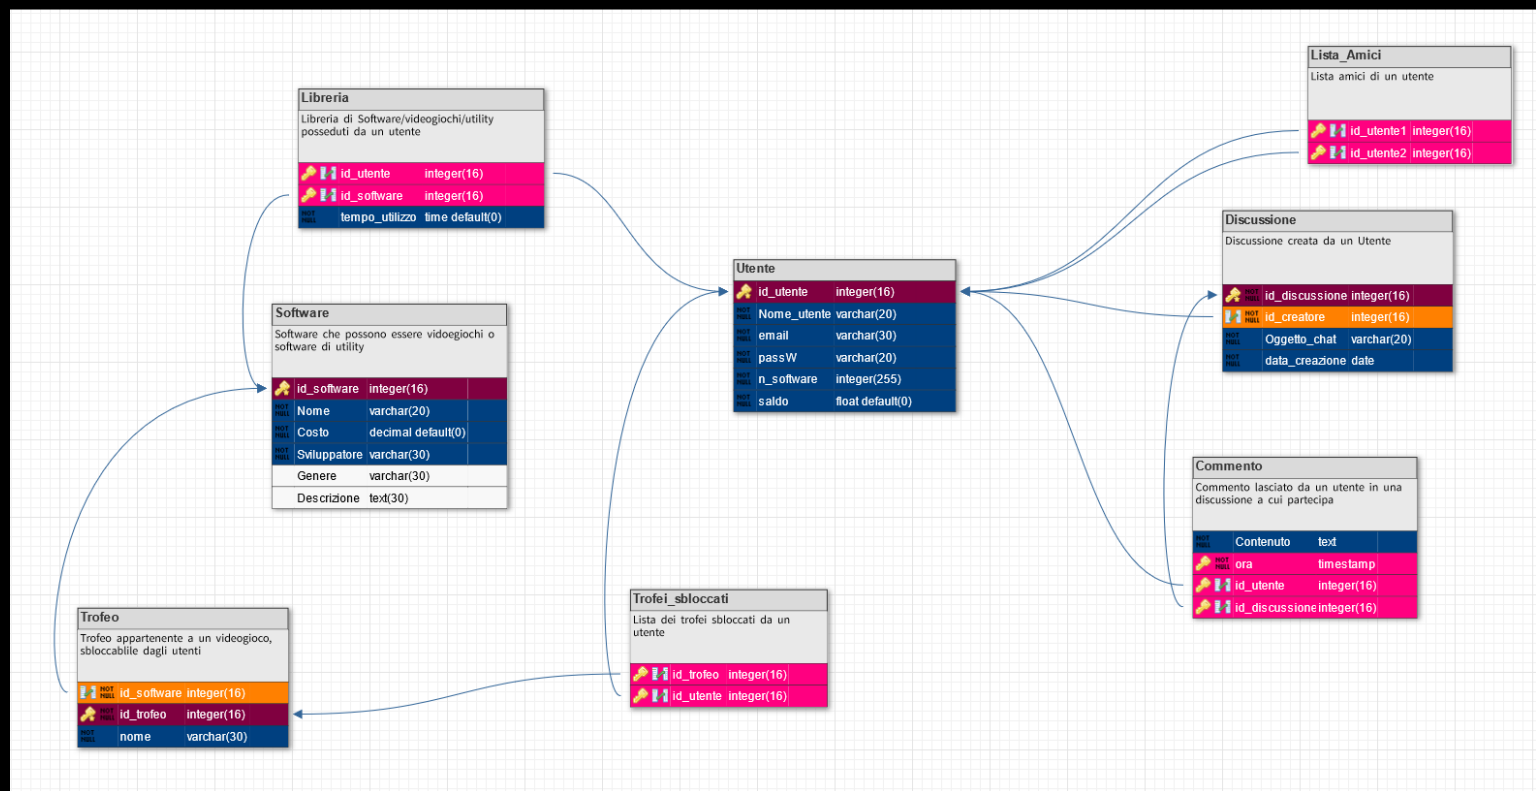 Lista_Amici
Lista amici di un utente
id_utente1 integer(16)
id_utente2 integer(16)
Libreria
Libreria di Software/videogiochi/utility
posseduti da un utente
id_utente integer(16)
id_software integer(16)
NOT NULL tempo_utilizzo time default(0)
Discussione
Discussione creata da un Utente
NOT NULL id_discussione integer(16)
NOT NULL id_creatore integer(16)
NOT NULL Oggetto_chat varchar(20)
NOT NULL data_creazione date
Utente
id_utente integer(16)
NOT NULL Nome_utente varchar(20)
NOT NULL email varchar(30)
NOT NULL passW varchar(20)
NOT NULL n_software integer(255)
NOT NULL saldo float default(0)
Software
Software che possono essere vidoegiochi o
software di utility
id_software integer(16)
NOT NULL Nome varchar(20)
NOT NULL Costo decimal default(0)
NOT NULL Sviluppatore varchar(30)
Genere varchar(30)
Descrizione text(30)
Commento
Commento lasciato da un utente in una
discussione a cui partecipa
NOT NULL Contenuto text
NOT NULL ora timestamp
id_utente integer(16)
id_discussione integer(16)
Trofei_sbloccati
Lista dei trofei sbloccati da un
utente
id_trofeo integer(16)
id_utente integer(16)
Trofeo
Trofeo appartenente a un videogioco,
sbloccablile dagli utenti
NOT NULL id_software integer(16)
NOT NULL id_trofeo integer(16)
NOT NULL nome varchar(30)